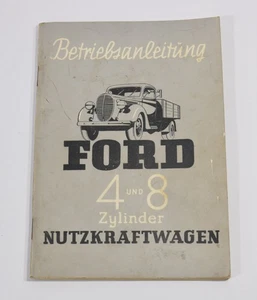 Betriebsanleitung
FORD
4 UND 8
Zylinder
NUTZKRAFTWAGEN